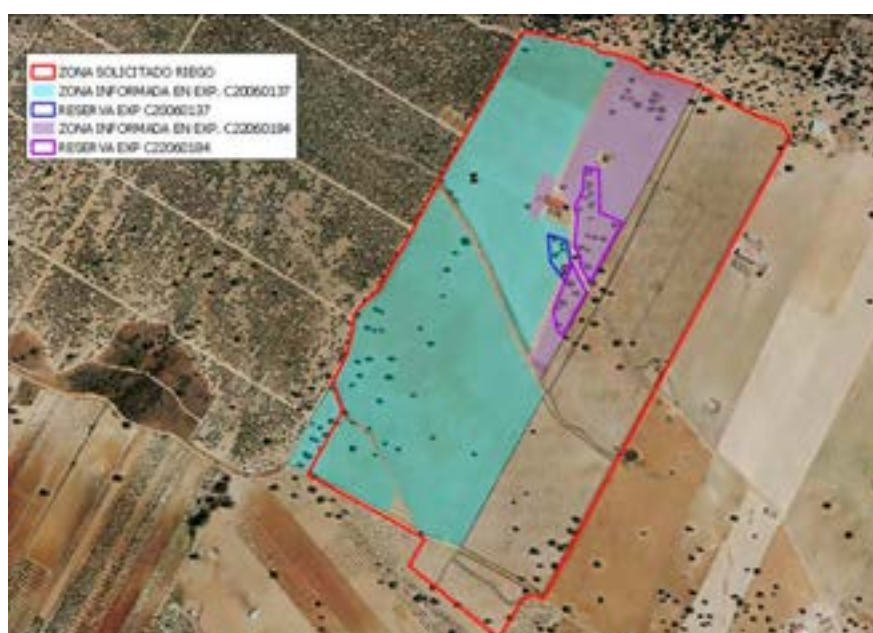 ZONA SOLICITADO RIEGO
ZONA INFORMADA EN EXP. C20060137
RESERVA EXP C20060137
ZONA INFORMADA EN EXP. C22060184
RESERVA EXP C22060184